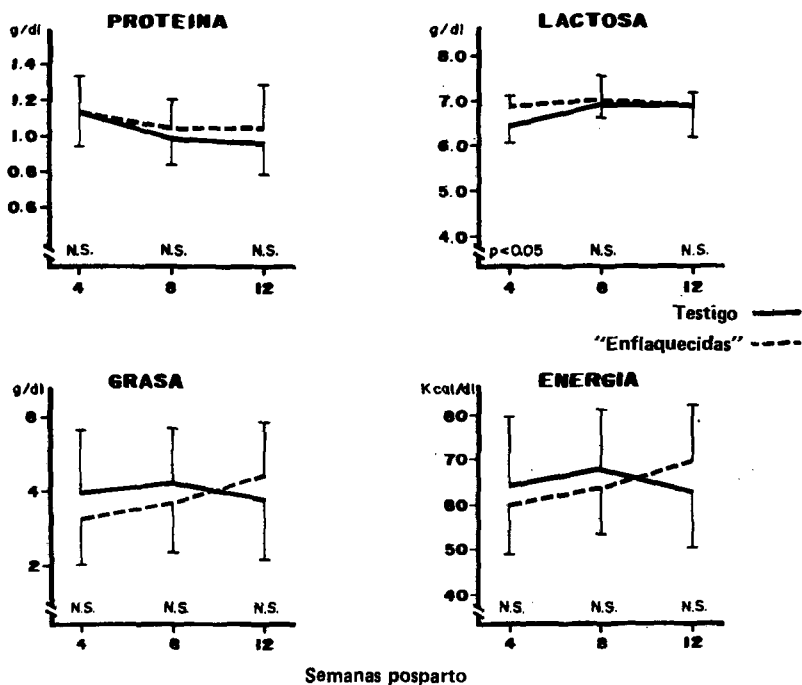 PROTEINA
g/dl
1.4
1.2
1.0
0.8
0.6
N.S. N.S. N.S.
4 8 12
LACTOSA
g/dl
8.0
7.0
6.0
5.0
4.0
p<0.05 N.S. N.S.
4 8 12
Testigo
"Enflaquecidas"
GRASA
g/dl
6
4
2
N.S. N.S. N.S.
4 8 12
ENERGIA
Kcal/dl
80
70
60
50
40
N.S. N.S. N.S.
4 8 12
Semanas posparto